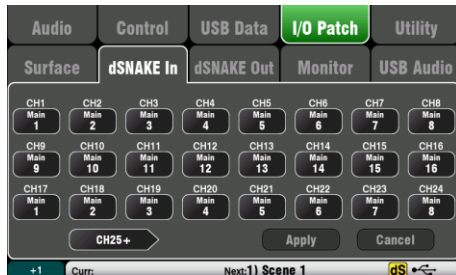 Audio Control USB Data I/O Patch Utility
Surface dSNAKE In dSNAKE Out Monitor USB Audio
CH1 CH2 CH3 CH4 CH5 CH6 CH7 CH8
Main Main Main Main Main Main Main Main
1 2 3 4 5 6 7 8
CH9 CH10 CH11 CH12 CH13 CH14 CH15 CH16
Main Main Main Main Main Main Main Main
9 10 11 12 13 14 15 16
CH17 CH18 CH19 CH20 CH21 CH22 CH23 CH24
Main Main Main Main Main Main Main Main
1 2 3 4 5 6 7 8
CH25+ Apply Cancel
+1 Curr: Next:1) Scene 1 dS